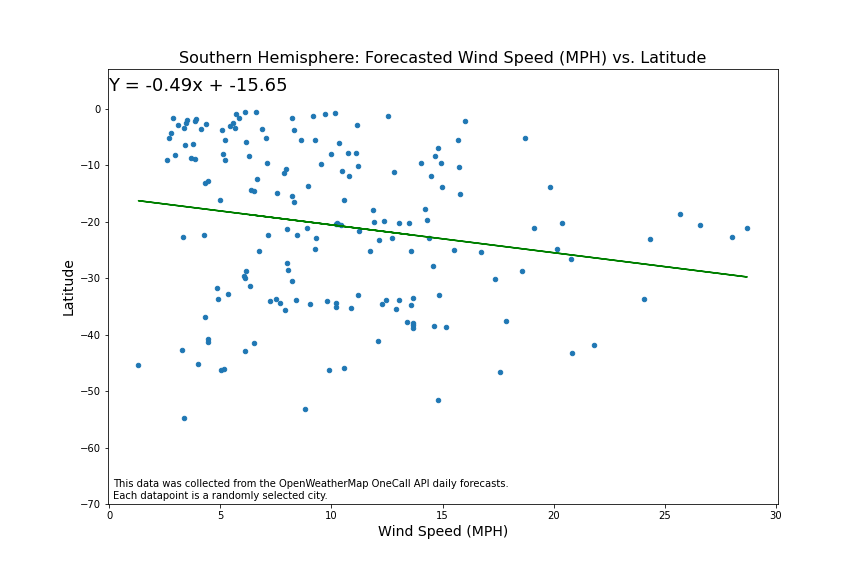 Southern Hemisphere: Forecasted Wind Speed (MPH) vs. Latitude
Y = -0.49x + -15.65
0
−10
−20
−30
−40
−50
−60
−70
Latitude
This data was collected from the OpenWeatherMap OneCall API daily forecasts.
Each datapoint is a randomly selected city.
0 5 10 15 20 25 30
Wind Speed (MPH)